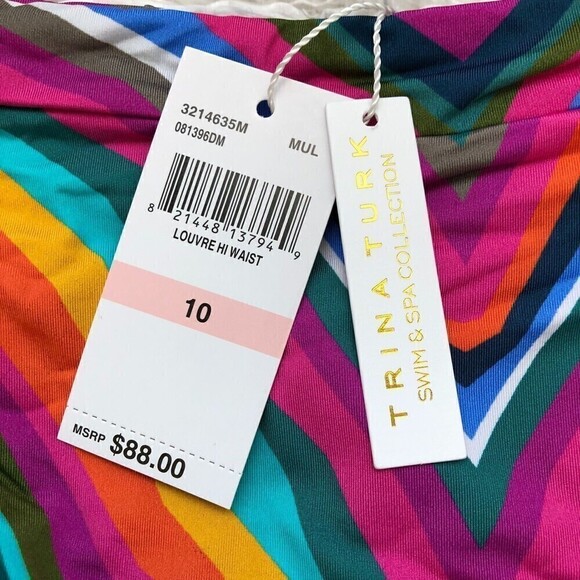 3214635M
081396DM MUL
8 21448 13794 9
LOUVRE HI WAIST
10
MSRP $88.00
TRINA TURK
SWIM & SPA COLLECTION